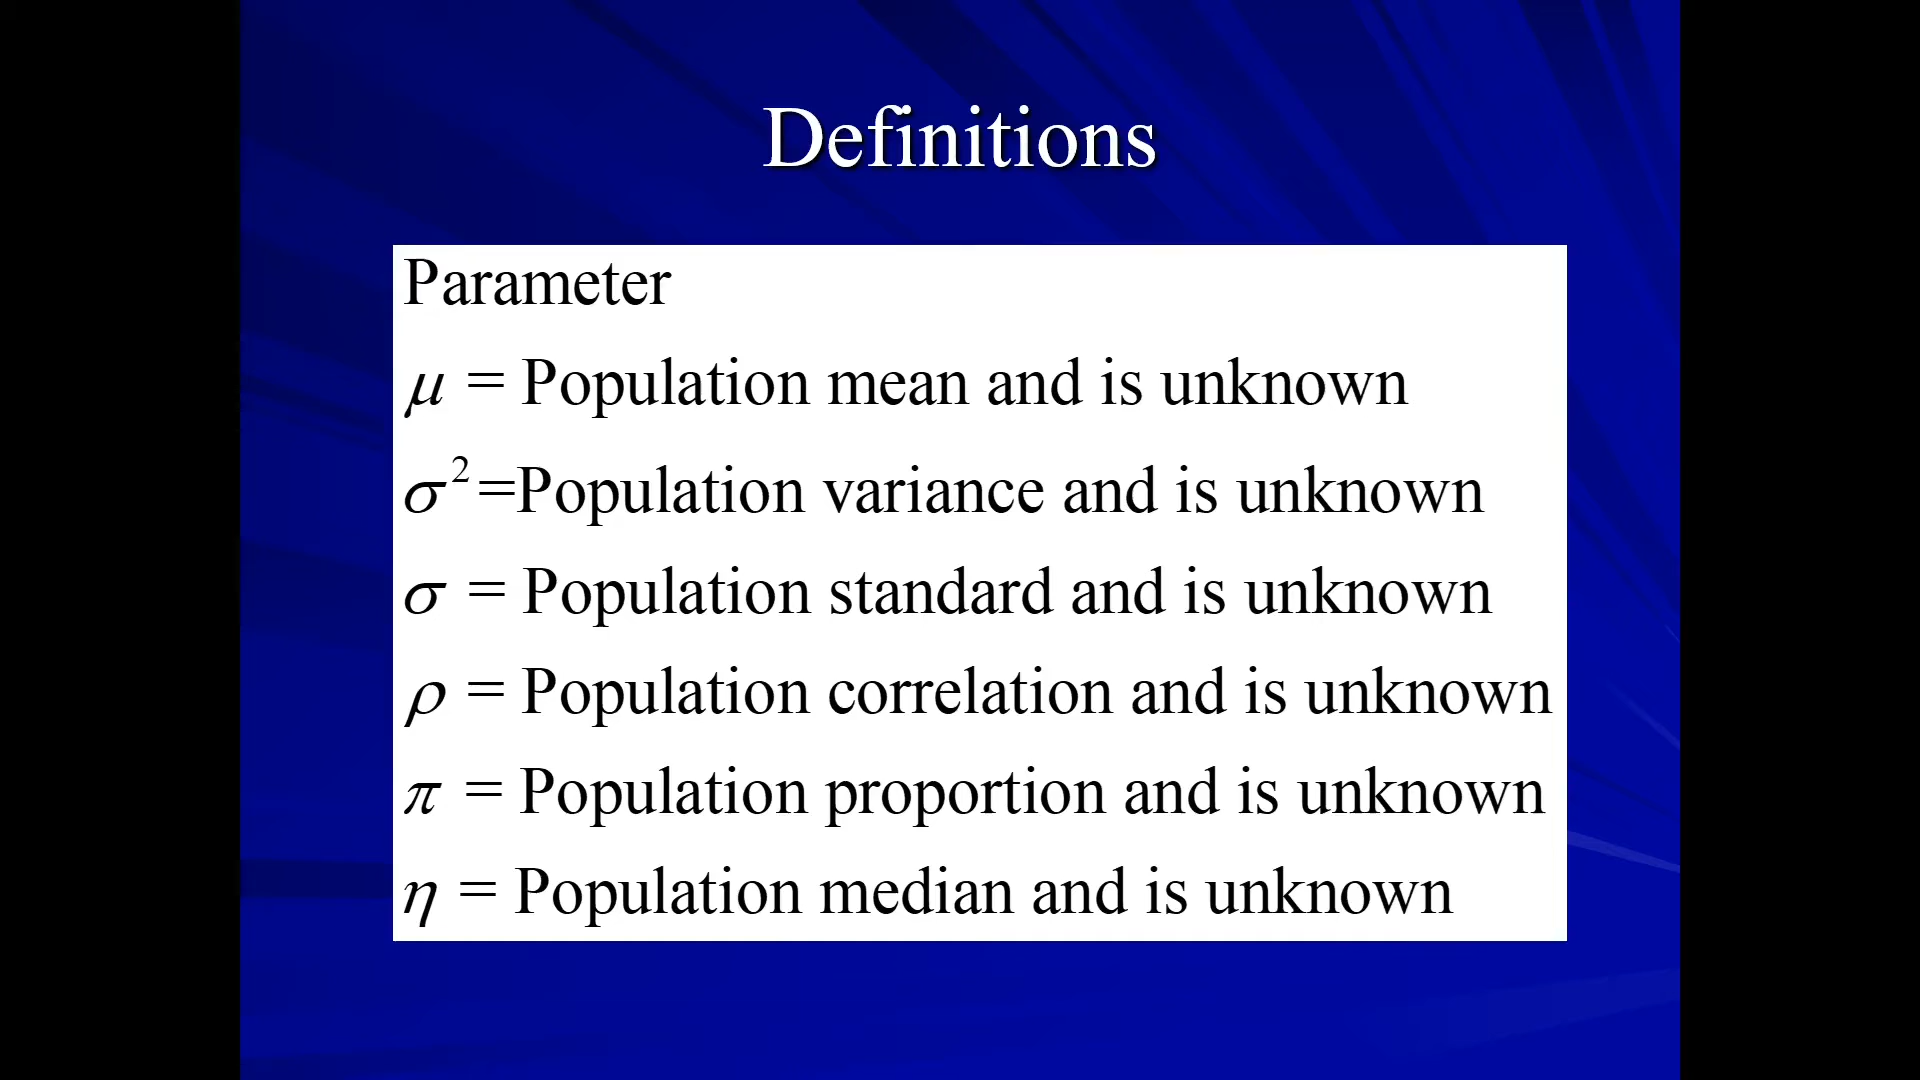 Definitions
Parameter
μ = Population mean and is unknown
σ²=Population variance and is unknown
σ = Population standard and is unknown
ρ = Population correlation and is unknown
π = Population proportion and is unknown
η = Population median and is unknown